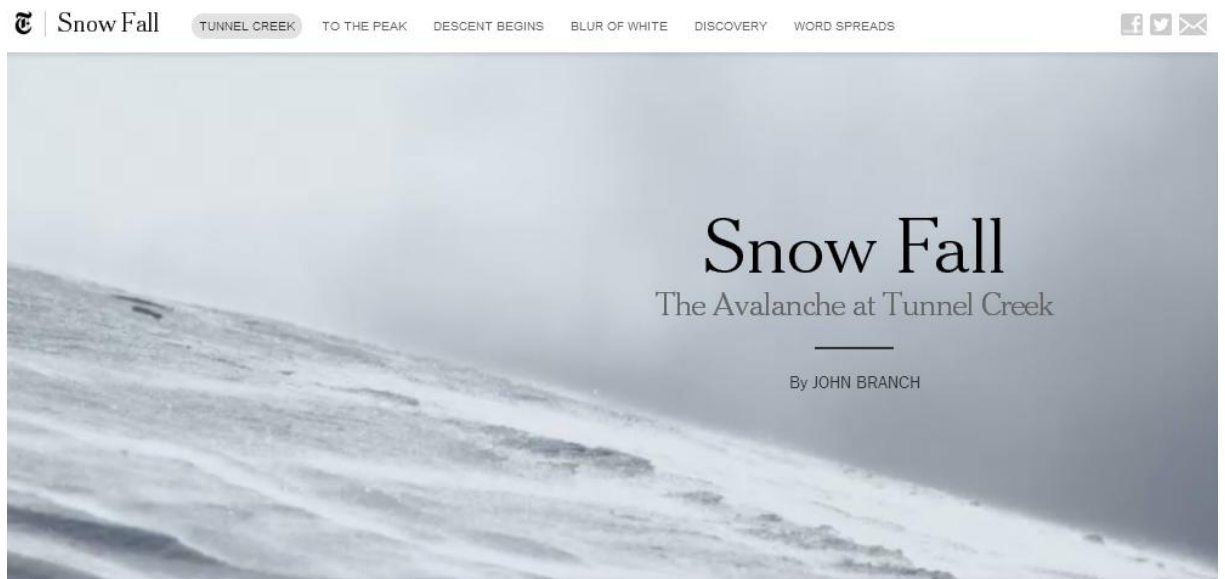 T Snow Fall TUNNEL CREEK TO THE PEAK DESCENT BEGINS BLUR OF WHITE DISCOVERY WORD SPREADS f
Snow Fall
The Avalanche at Tunnel Creek
By JOHN BRANCH